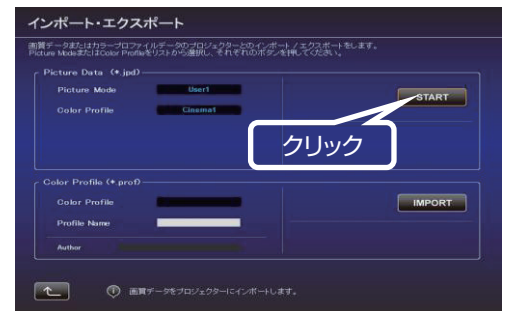 インポート・エクスポート
画質データまたはカラープロファイルデータのプロジェクターとのインポート / エクスポートをします。
Picture ModeまたはColor Profileをリストから選択し、それぞれのボタンを押してください。
Picture Data (*.jpd)
Picture Mode User1
START
Color Profile Cinema1
クリック
Color Profile (*.prof)
Color Profile
IMPORT
Profile Name
Author
画質データをプロジェクターにインポートします。